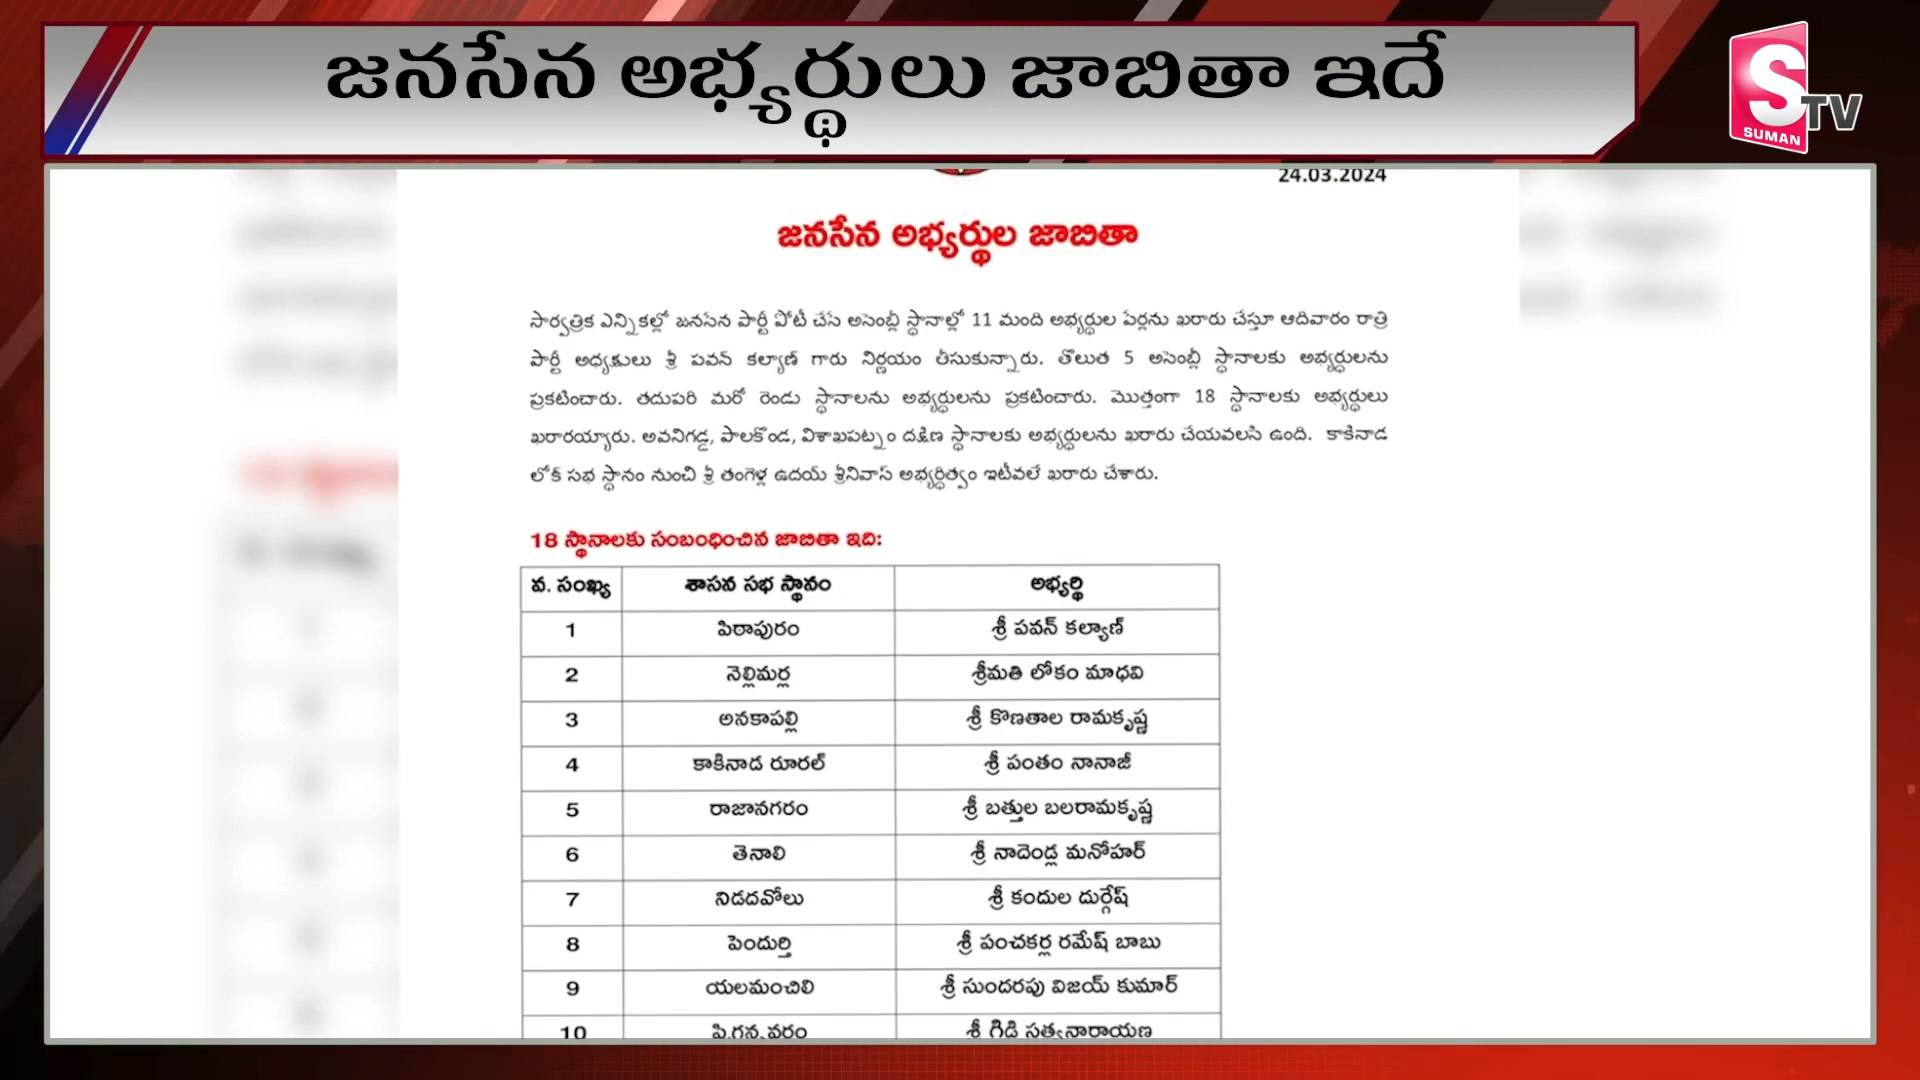 జనసేన అభ్యర్థులు జాబితా ఇదే
S TV
SUMAN
24.03.2024
జనసేన అభ్యర్థుల జాబితా
సార్వత్రిక ఎన్నికల్లో జనసేన పార్టీ పోటీ చేసే అసెంబ్లీ స్థానాల్లో 11 మంది అభ్యర్థుల పేర్లను ఖరారు చేస్తూ ఆదివారం రాత్రి
పార్టీ అధ్యక్షులు శ్రీ పవన్ కల్యాణ్ గారు నిర్ణయం తీసుకున్నారు. తొలుత 5 అసెంబ్లీ స్థానాలకు అభ్యర్థులను
ప్రకటించారు. తదుపరి మరో రెండు స్థానాలను అభ్యర్థులను ప్రకటించారు. మొత్తంగా 18 స్థానాలకు అభ్యర్థులు
ఖరారయ్యారు. అవనిగడ్డ, పాలకొండ, విశాఖపట్నం దక్షిణ స్థానాలకు అభ్యర్థులను ఖరారు చేయవలసి ఉంది. కాకినాడ
లోక్ సభ స్థానం నుంచి శ్రీ తంగెళ్ల ఉదయ్ శ్రీనివాస్ అభ్యర్థిత్వం ఇటీవలే ఖరారు చేశారు.
18 స్థానాలకు సంబంధించిన జాబితా ఇది:
వ. సంఖ్య శాసన సభ స్థానం అభ్యర్థి
1 పిఠాపురం శ్రీ పవన్ కల్యాణ్
2 నెల్లిమర్ల శ్రీమతి లోకం మాధవి
3 అనకాపల్లి శ్రీ కొణతాల రామకృష్ణ
4 కాకినాడ రూరల్ శ్రీ పంతం నానాజీ
5 రాజానగరం శ్రీ బత్తుల బలరామకృష్ణ
6 తెనాలి శ్రీ నాదెండ్ల మనోహర్
7 నిడదవోలు శ్రీ కందుల దుర్గేష్
8 పెందుర్తి శ్రీ పంచకర్ల రమేష్ బాబు
9 యలమంచిలి శ్రీ సుందరపు విజయ్ కుమార్
10 పి.గన్నవరం శ్రీ గిడ్డి సత్యనారాయణ